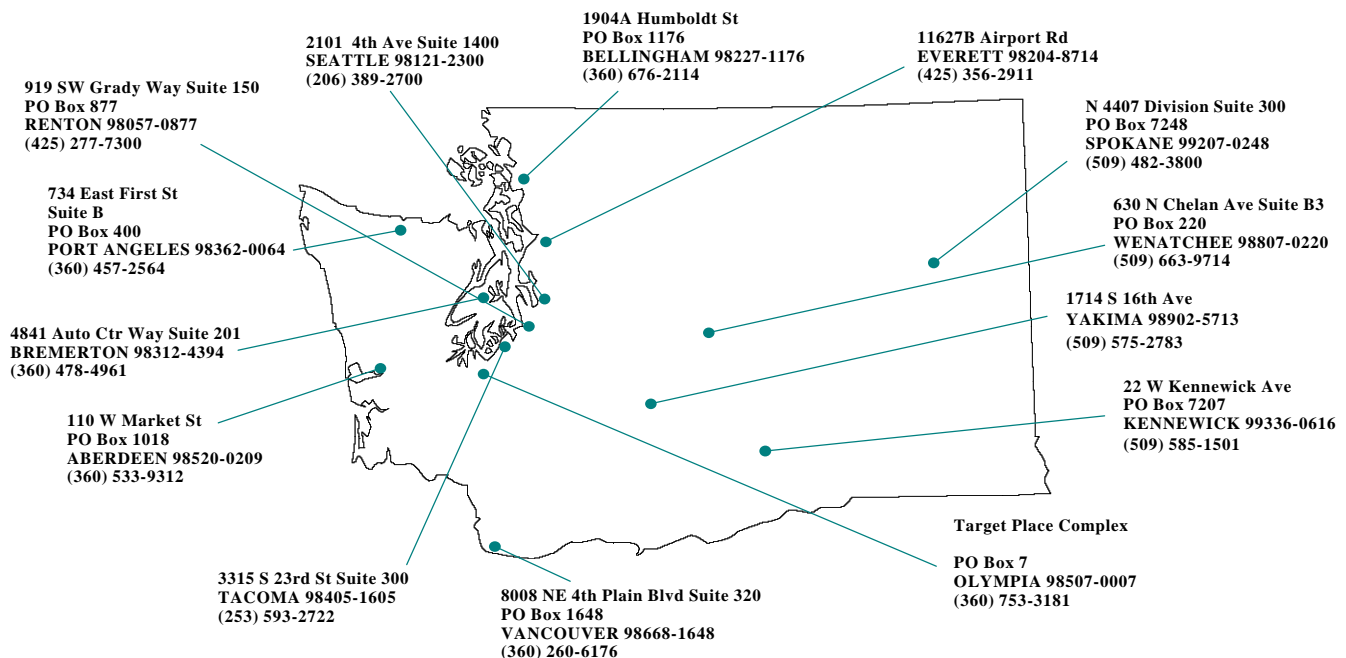 1904A Humboldt St
PO Box 1176
BELLINGHAM 98227-1176
(360) 676-2114
2101 4th Ave Suite 1400
SEATTLE 98121-2300
(206) 389-2700
11627B Airport Rd
EVERETT 98204-8714
(425) 356-2911
919 SW Grady Way Suite 150
PO Box 877
RENTON 98057-0877
(425) 277-7300
N 4407 Division Suite 300
PO Box 7248
SPOKANE 99207-0248
(509) 482-3800
734 East First St
Suite B
PO Box 400
PORT ANGELES 98362-0064
(360) 457-2564
630 N Chelan Ave Suite B3
PO Box 220
WENATCHEE 98807-0220
(509) 663-9714
1714 S 16th Ave
YAKIMA 98902-5713
(509) 575-2783
4841 Auto Ctr Way Suite 201
BREMERTON 98312-4394
(360) 478-4961
22 W Kennewick Ave
PO Box 7207
KENNEWICK 99336-0616
(509) 585-1501
110 W Market St
PO Box 1018
ABERDEEN 98520-0209
(360) 533-9312
Target Place Complex
PO Box 7
OLYMPIA 98507-0007
(360) 753-3181
3315 S 23rd St Suite 300
TACOMA 98405-1605
(253) 593-2722
8008 NE 4th Plain Blvd Suite 320
PO Box 1648
VANCOUVER 98668-1648
(360) 260-6176